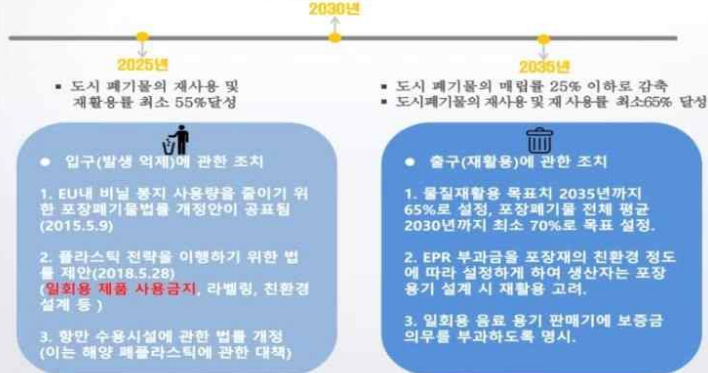 2030년
2025년
▪ 도시 폐기물의 재사용 및
재활용률 최소 55%달성
2035년
▪ 도시 폐기물의 매립률 25% 이하로 감축
▪ 도시폐기물의 재사용 및 재 사용률 최소65% 달성
● 입구(발생 억제)에 관한 조치
1. EU내 비닐 봉지 사용량을 줄이기 위
한 포장폐기물법률 개정안이 공표됨
(2015.5.9)
2. 플라스틱 전략을 이행하기 위한 법
률 제안(2018.5.28)
(일회용 제품 사용금지, 라벨링, 친환경
설계 등 )
3. 항만 수용시설에 관한 법률 개정
(이는 해양 폐플라스틱에 관한 대책)
● 출구(재활용)에 관한 조치
1. 물질재활용 목표치 2035년까지
65%로 설정, 포장폐기물 전체 평균
2030년까지 최소 70%로 목표 설정.
2. EPR 부과금을 포장재의 친환경 정도
에 따라 설정하게 하여 생산자는 포장
용기 설계 시 재활용 고려.
3. 일회용 음료 용기 판매기에 보증금
의무를 부과하도록 명시.